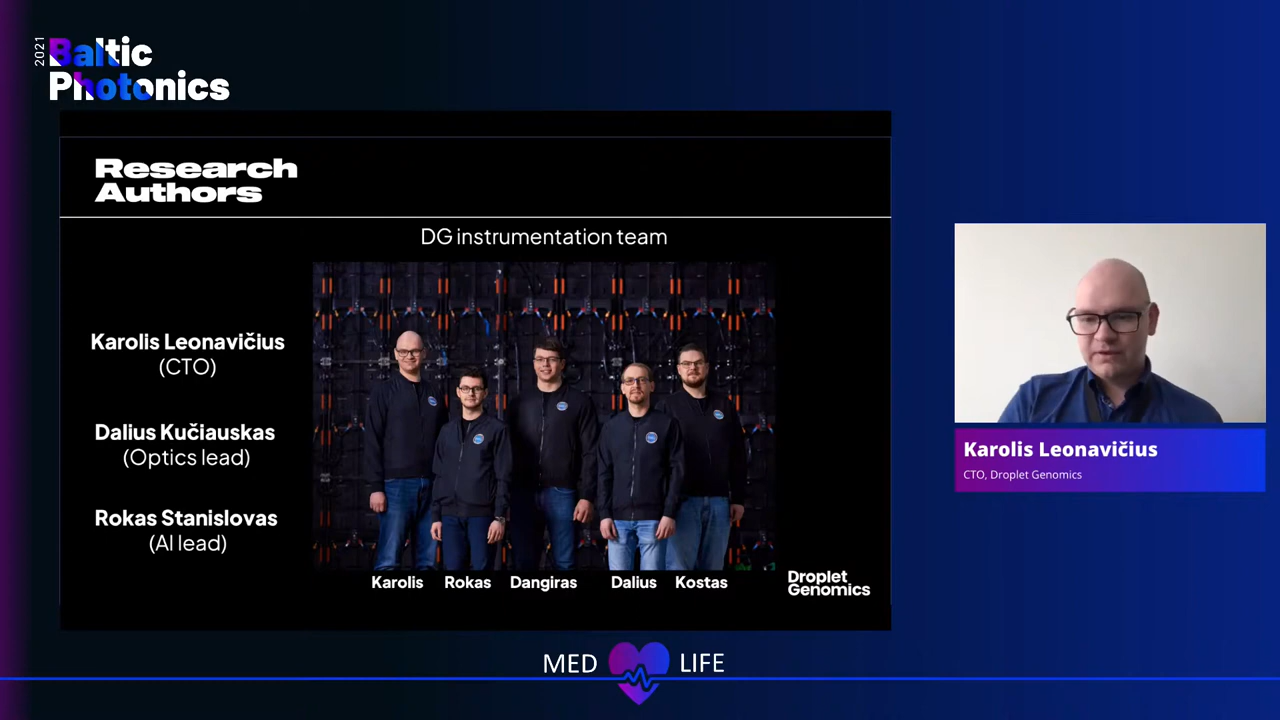 2021
Baltic
Photonics
Research
Authors
DG instrumentation team
Karolis Leonavičius
(CTO)
Dalius Kučiauskas
(Optics lead)
Rokas Stanislovas
(AI lead)
Karolis Rokas Dangiras Dalius Kostas
Droplet
Genomics
Karolis Leonavičius
CTO, Droplet Genomics
MED LIFE